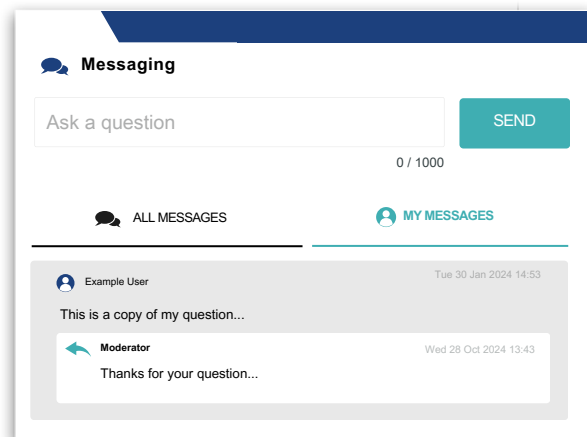 Messaging
Ask a question
SEND
0 / 1000
ALL MESSAGES
MY MESSAGES
Example User
Tue 30 Jan 2024 14:53
This is a copy of my question...
Moderator
Wed 28 Oct 2024 13:43
Thanks for your question...